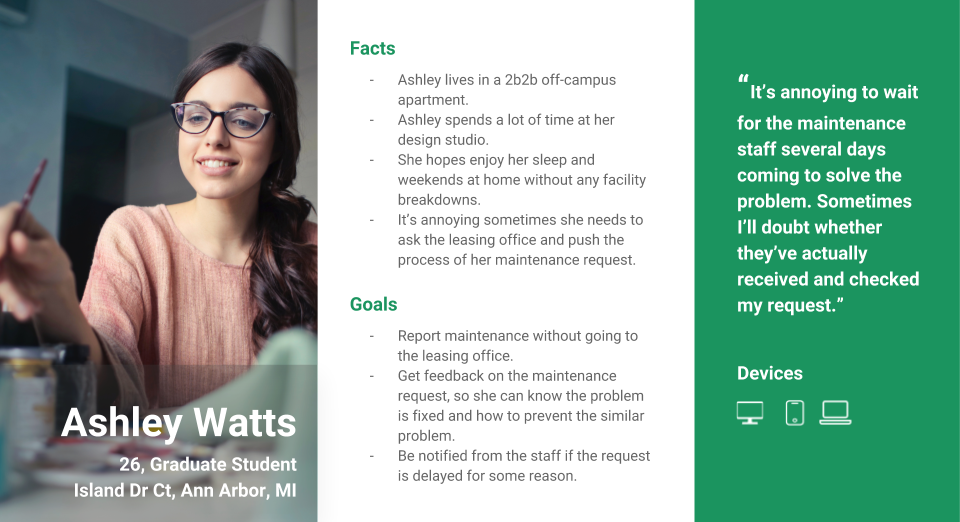 Ashley Watts
26, Graduate Student
Island Dr Ct, Ann Arbor, MI
Facts
- Ashley lives in a 2b2b off-campus
apartment.
- Ashley spends a lot of time at her
design studio.
- She hopes enjoy her sleep and
weekends at home without any facility
breakdowns.
- It’s annoying sometimes she needs to
ask the leasing office and push the
process of her maintenance request.
Goals
- Report maintenance without going to
the leasing office.
- Get feedback on the maintenance
request, so she can know the problem
is fixed and how to prevent the similar
problem.
- Be notified from the staff if the request
is delayed for some reason.
“It’s annoying to wait
for the maintenance
staff several days
coming to solve the
problem. Sometimes
I’ll doubt whether
they’ve actually
received and checked
my request.”
Devices